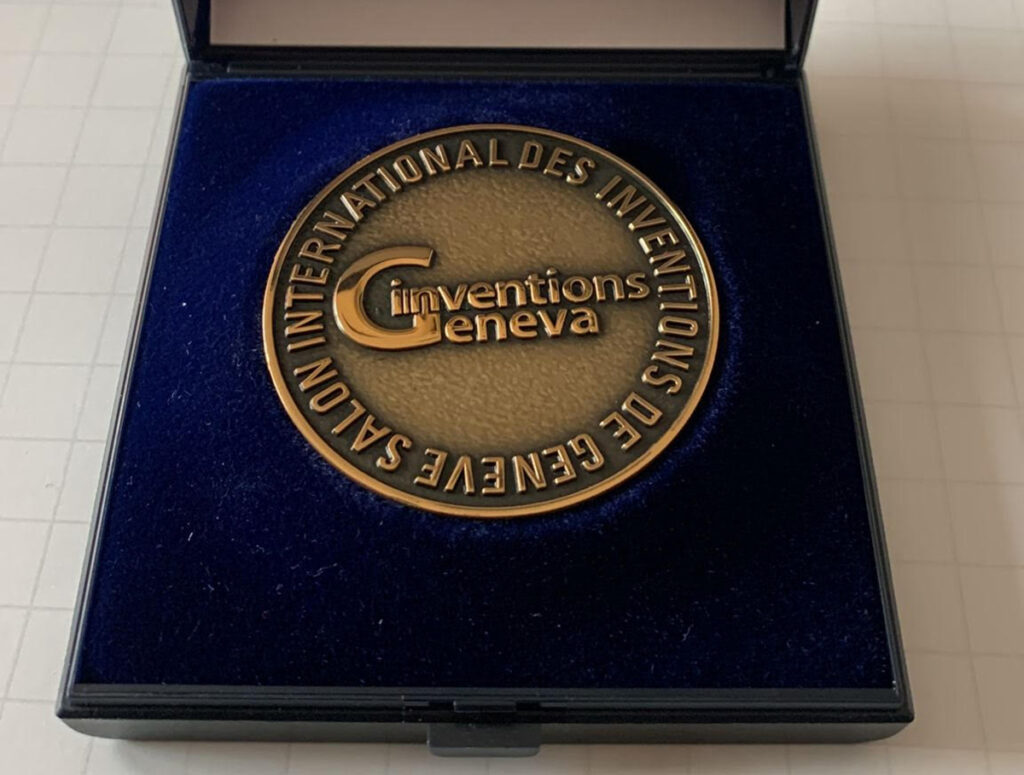 SALON INTERNATIONAL DES INVENTIONS DE GENEVE
inventions
Geneva